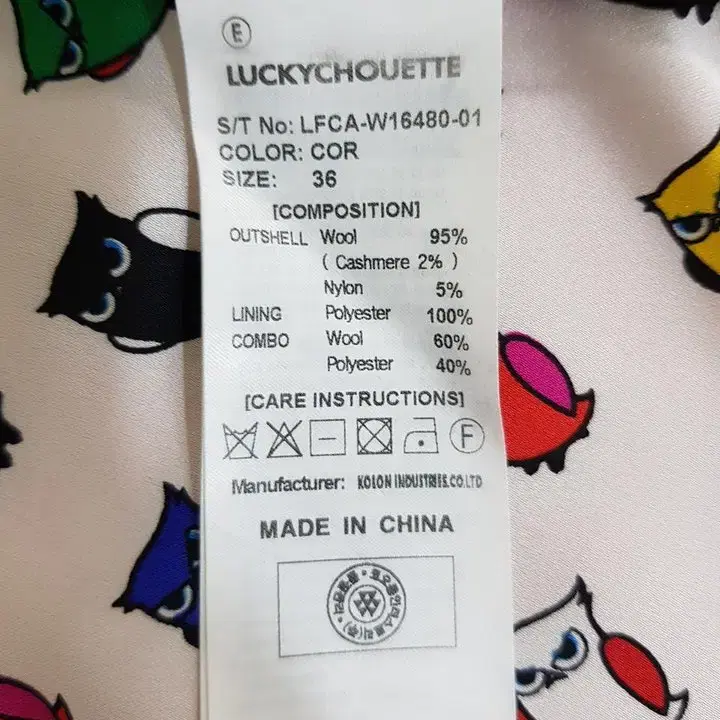 E
LUCKYCHOUETTE
S/T No: LFCA-W16480-01
COLOR: COR
SIZE: 36
[COMPOSITION]
OUTSHELL Wool 95%
( Cashmere 2% )
Nylon 5%
LINING Polyester 100%
COMBO Wool 60%
Polyester 40%
[CARE INSTRUCTIONS]
F
Manufacturer: KOLON INDUSTRIES.CO.LTD
MADE IN CHINA